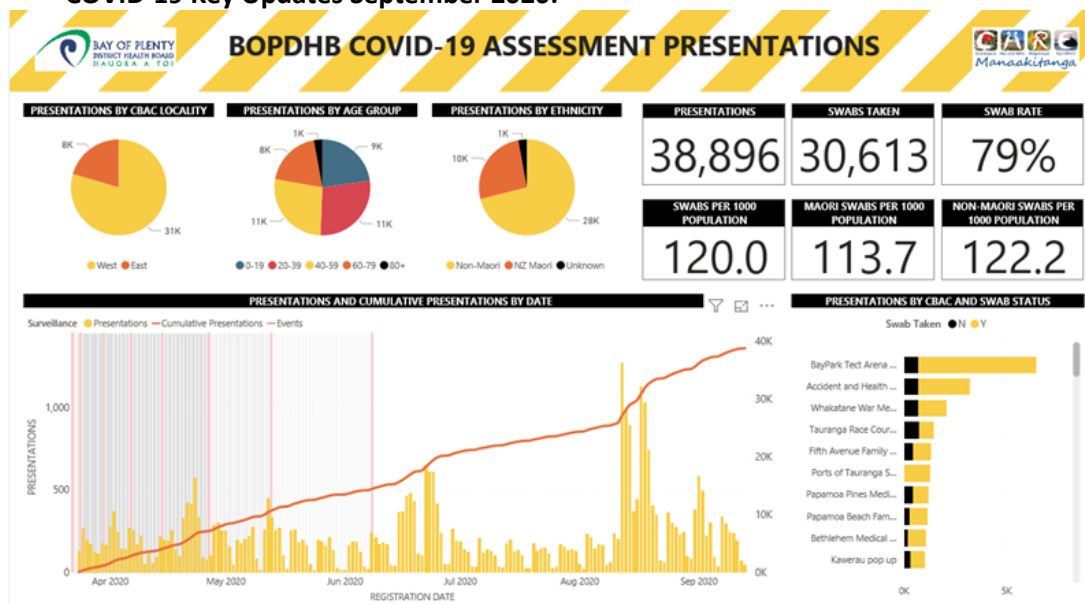 COVID-19 Key Updates September 2020:
BAY OF PLENTY
DISTRICT HEALTH BOARD
HAUORA A TOI
BOPDHB COVID-19 ASSESSMENT PRESENTATIONS
CARE
Manaakitanga
PRESENTATIONS BY CBAC LOCALITY
8K
31K
West East
PRESENTATIONS BY AGE GROUP
1K
9K
8K
11K
11K
0-19 20-39 40-59 60-79 80+
PRESENTATIONS BY ETHNICITY
1K
10K
28K
Non-Maori NZ Maori Unknown
PRESENTATIONS
38,896
SWABS TAKEN
30,613
SWAB RATE
79%
SWABS PER 1000
POPULATION
120.0
MAORI SWABS PER 1000
POPULATION
113.7
NON-MAORI SWABS PER
1000 POPULATION
122.2
PRESENTATIONS AND CUMULATIVE PRESENTATIONS BY DATE
Surveillance Presentations Cumulative Presentations Events
PRESENTATIONS
1,000
500
0
40K
30K
20K
10K
0K
Apr 2020 May 2020 Jun 2020 Jul 2020 Aug 2020 Sep 2020
REGISTRATION DATE
PRESENTATIONS BY CBAC AND SWAB STATUS
Swab Taken N Y
BayPark Tect Arena ...
Accident and Health ...
Whakatane War Me...
Tauranga Race Cour...
Fifth Avenue Family ...
Ports of Tauranga S...
Papamoa Pines Medi...
Papamoa Beach Fam...
Bethlehem Medical ...
Kawerau pop up
0K 5K